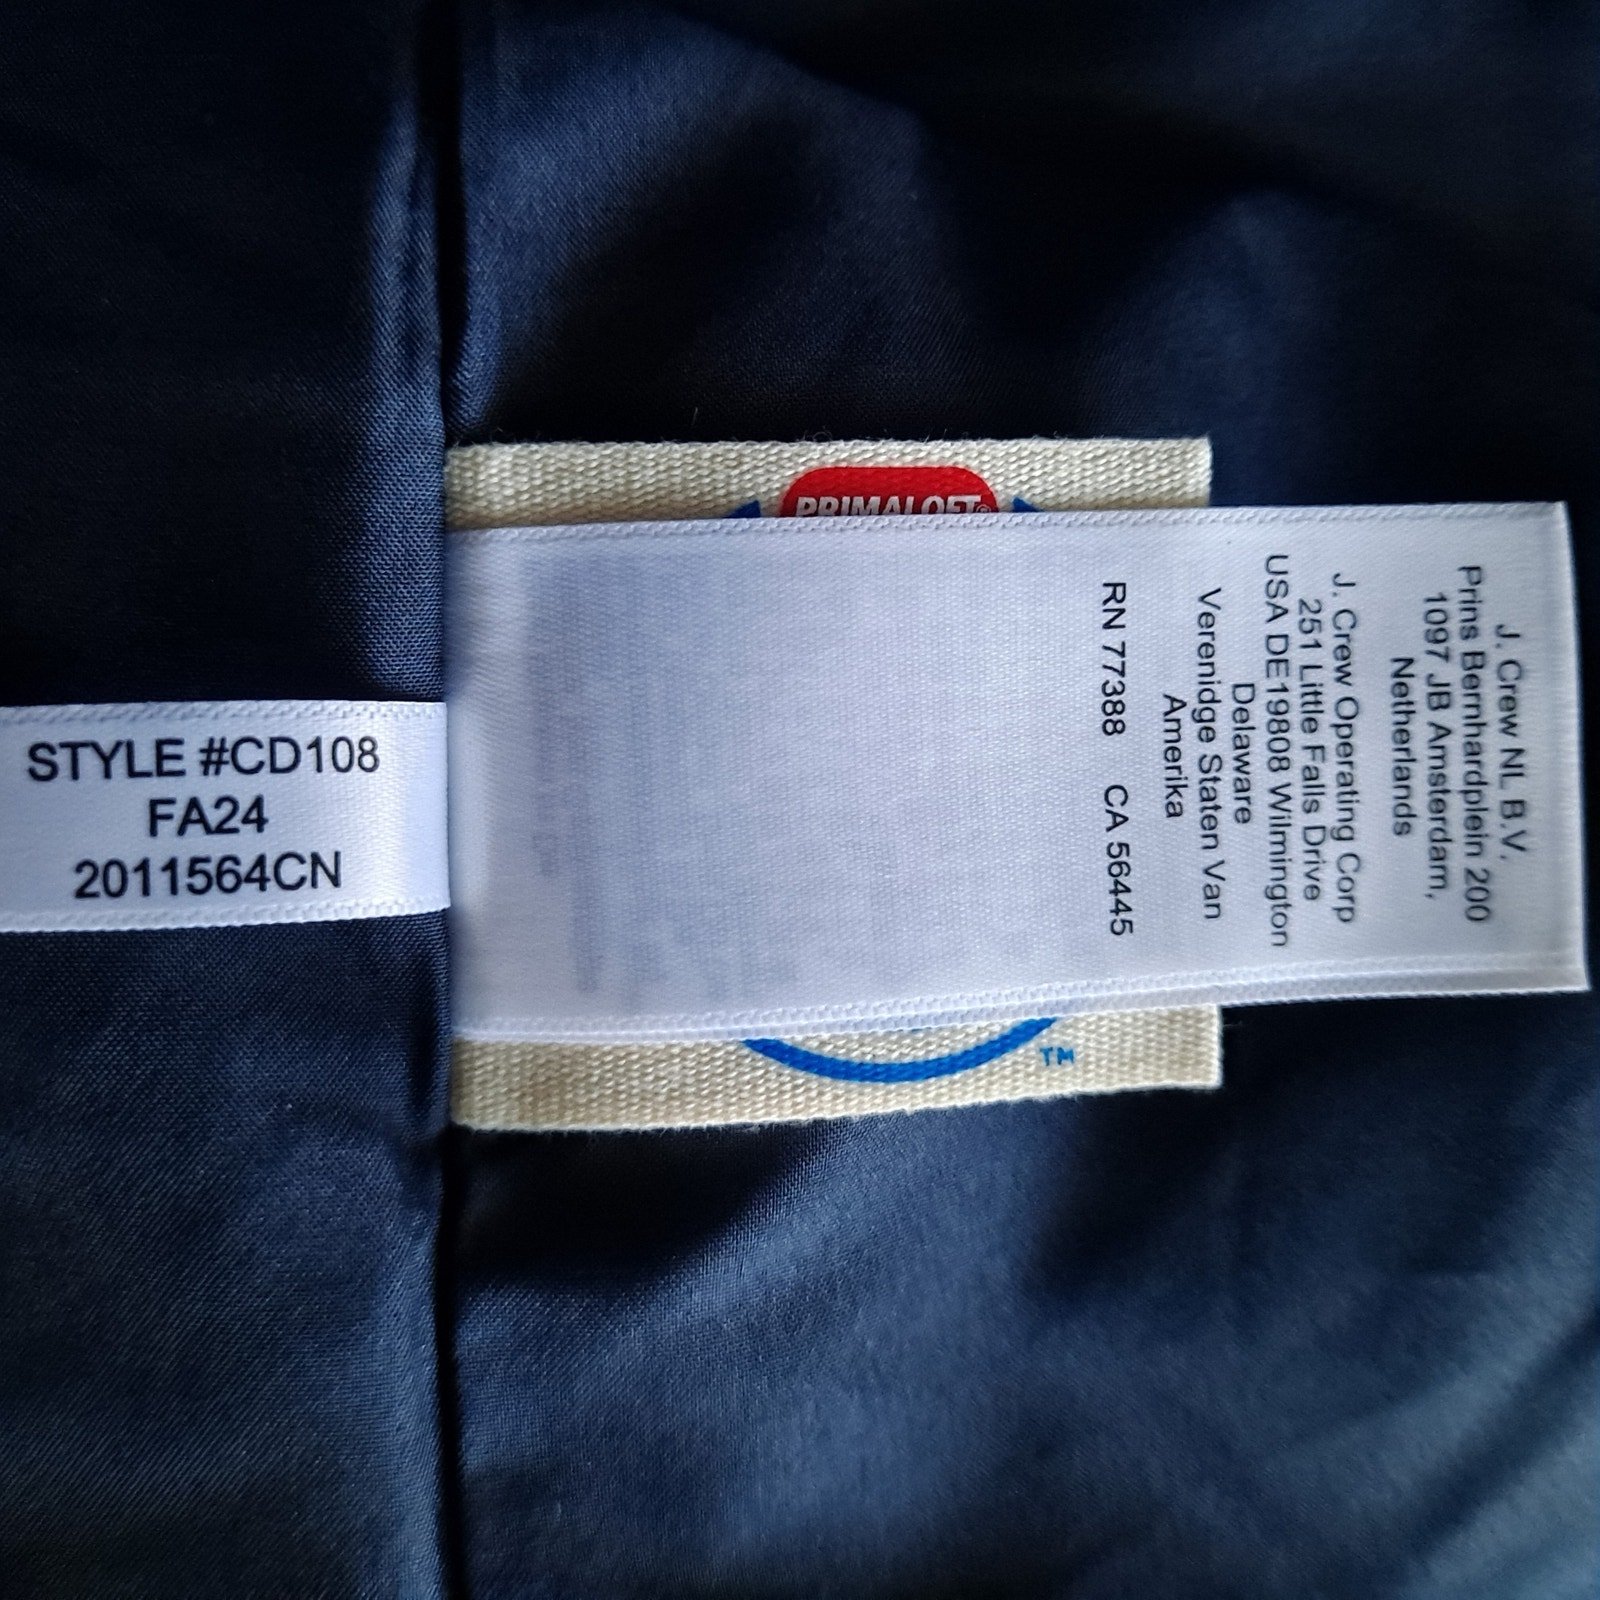 STYLE #CD108
FA24
2011564CN
PRIMALOFT®
J. Crew NL B.V.
Prins Bernhardplein 200
1097 JB Amsterdam,
Netherlands
J. Crew Operating Corp
251 Little Falls Drive
USA DE19808 Wilmington
Delaware
Verenidge Staten Van
Amerika
RN 77388 CA 56445
TM